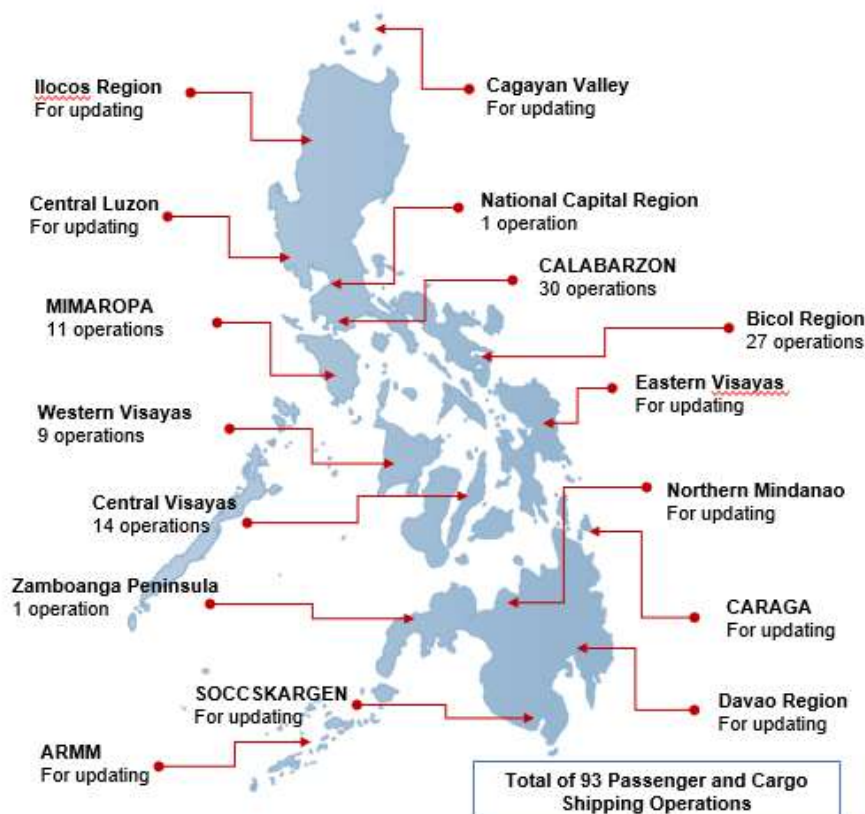 Ilocos Region
For updating
Cagayan Valley
For updating
Central Luzon
For updating
National Capital Region
1 operation
CALABARZON
30 operations
MIMAROPA
11 operations
Bicol Region
27 operations
Eastern Visayas
For updating
Western Visayas
9 operations
Central Visayas
14 operations
Northern Mindanao
For updating
Zamboanga Peninsula
1 operation
CARAGA
For updating
SOCCSKARGEN
For updating
Davao Region
For updating
ARMM
For updating
Total of 93 Passenger and Cargo
Shipping Operations